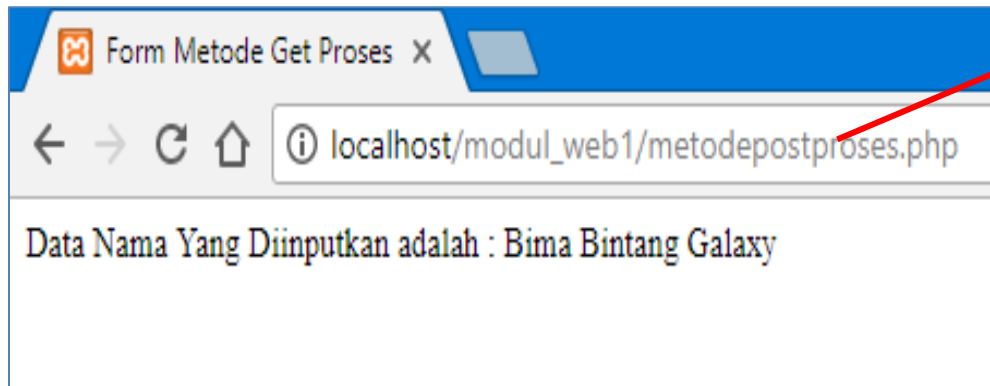 Form Metode Get Proses
localhost/modul_web1/metodepostproses.php
Data Nama Yang Diinputkan adalah : Bima Bintang Galaxy